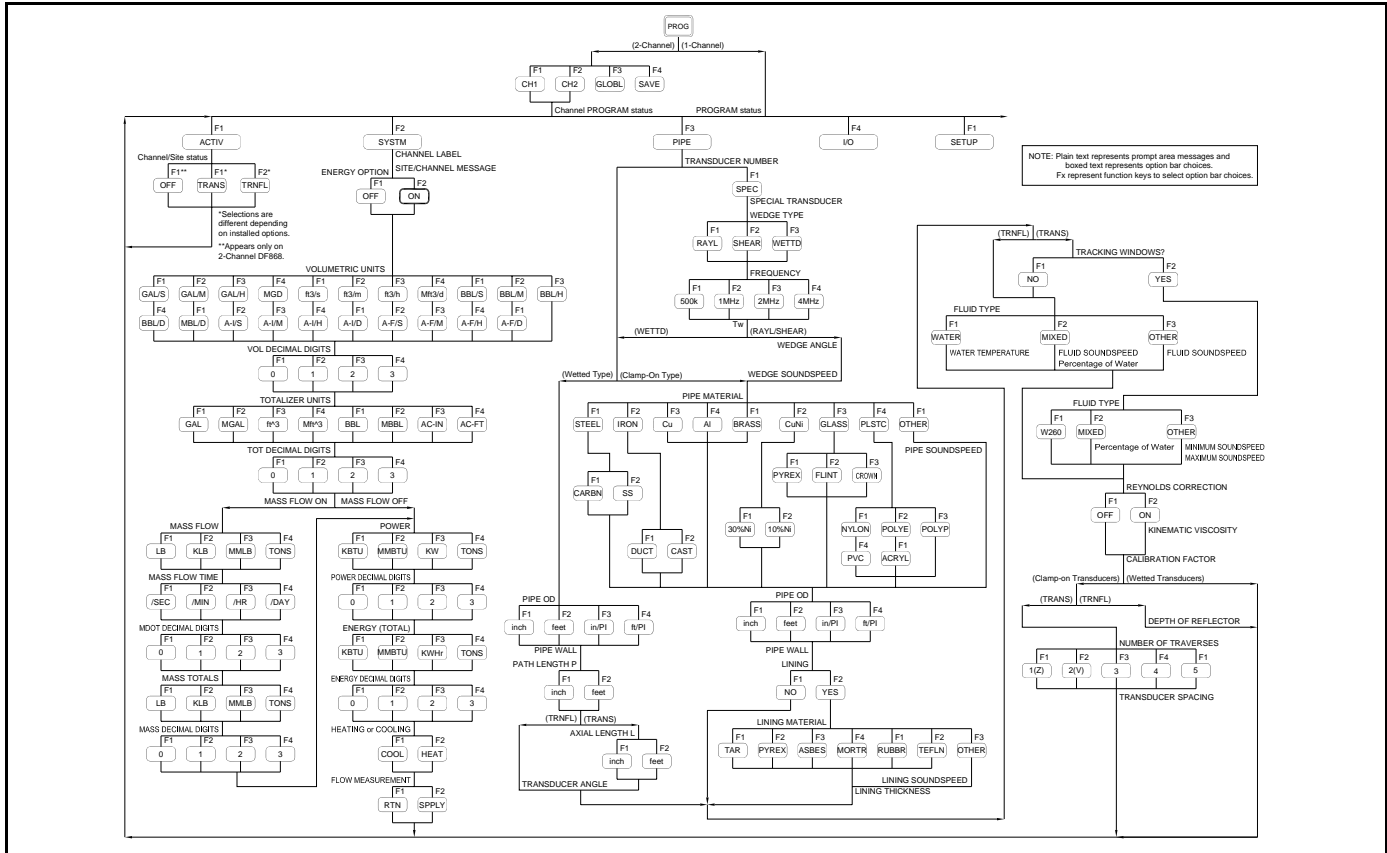 PROG
(2-Channel) (1-Channel)
F1 F2 F3 F4
CH1 CH2 GLOBL SAVE
Channel PROGRAM status PROGRAM status
F1 F2 F3 F4 F1
ACTIV SYSTM PIPE I/O SETUP
NOTE: Plain text represents prompt area messages and
boxed text represents option bar choices.
Fx represent function keys to select option bar choices.
Channel/Site status
F1** F1* F2*
OFF TRANS TRNFL
*Selections are
different depending
on installed options.
**Appears only on
2-Channel DF868.
CHANNEL LABEL
SITE/CHANNEL MESSAGE
ENERGY OPTION
F1 F2
OFF ON
VOLUMETRIC UNITS
F1 F2 F3 F4 F1 F2 F3 F4 F1 F2 F3
GAL/S GAL/M GAL/H MGD ft3/s ft3/m ft3/h Mft3/d BBL/S BBL/M BBL/H
F4 F1 F2 F3 F4 F1 F2 F3 F4 F1
BBL/D MBL/D A-I/S A-I/M A-I/H A-I/D A-F/S A-F/M A-F/H A-F/D
VOL DECIMAL DIGITS
F1 F2 F3 F4
0 1 2 3
TOTALIZER UNITS
F1 F2 F3 F4 F1 F2 F3 F4
GAL MGAL ft^3 Mft^3 BBL MBBL AC-IN AC-FT
TOT DECIMAL DIGITS
F1 F2 F3 F4
0 1 2 3
MASS FLOW ON MASS FLOW OFF
MASS FLOW
F1 F2 F3 F4
LB KLB MMLB TONS
MASS FLOW TIME
F1 F2 F3 F4
/SEC /MIN /HR /DAY
MDOT DECIMAL DIGITS
F1 F2 F3 F4
0 1 2 3
MASS TOTALS
F1 F2 F3 F4
LB KLB MMLB TONS
MASS DECIMAL DIGITS
F1 F2 F3 F4
0 1 2 3
POWER
F1 F2 F3 F4
KBTU MMBTU KW TONS
POWER DECIMAL DIGITS
F1 F2 F3 F4
0 1 2 3
ENERGY (TOTAL)
F1 F2 F3 F4
KBTU MMBTU KWHr TONS
ENERGY DECIMAL DIGITS
F1 F2 F3 F4
0 1 2 3
HEATING or COOLING
F1 F2
COOL HEAT
FLOW MEASUREMENT
F1 F2
RTN SPPLY
TRANSDUCER NUMBER
F1
SPEC
SPECIAL TRANSDUCER
WEDGE TYPE
F1 F2 F3
RAYL SHEAR WETTD
FREQUENCY
F1 F2 F3 F4
500k 1MHz 2MHz 4MHz
Tw
(WETTD) (RAYL/SHEAR)
WEDGE ANGLE
(Wetted Type) (Clamp-On Type) WEDGE SOUNDSPEED
PIPE MATERIAL
F1 F2 F3 F4 F1 F2 F3 F4 F1
STEEL IRON Cu Al BRASS CuNi GLASS PLSTC OTHER
PIPE SOUNDSPEED
F1 F2
CARBN SS
F1 F2
DUCT CAST
F1 F2
30%Ni 10%Ni
F1 F2 F3
PYREX FLINT CROWN
F1 F2 F3
NYLON POLYE POLYP
F4 F1
PVC ACRYL
PIPE OD
F1 F2 F3 F4
inch feet in/PI ft/PI
PIPE WALL
PATH LENGTH P
F1 F2
inch feet
(TRNFL) (TRANS)
AXIAL LENGTH L
F1 F2
inch feet
TRANSDUCER ANGLE
PIPE OD
F1 F2 F3 F4
inch feet in/PI ft/PI
PIPE WALL
LINING
F1 F2
NO YES
LINING MATERIAL
F1 F2 F3 F4 F1 F2 F3
TAR PYREX ASBES MORTR RUBBR TEFLN OTHER
LINING SOUNDSPEED
LINING THICKNESS
(TRNFL) (TRANS)
TRACKING WINDOWS?
F1 F2
NO YES
FLUID TYPE
F1 F2 F3
WATER MIXED OTHER
WATER TEMPERATURE FLUID SOUNDSPEED FLUID SOUNDSPEED
Percentage of Water
FLUID TYPE
F1 F2 F3
W260 MIXED OTHER
Percentage of Water MINIMUM SOUNDSPEED
MAXIMUM SOUNDSPEED
REYNOLDS CORRECTION
F1 F2
OFF ON
KINEMATIC VISCOSITY
CALIBRATION FACTOR
(Clamp-on Transducers) (Wetted Transducers)
(TRANS) (TRNFL)
DEPTH OF REFLECTOR
NUMBER OF TRAVERSES
F1 F2 F3 F4 F1
1(Z) 2(V) 3 4 5
TRANSDUCER SPACING